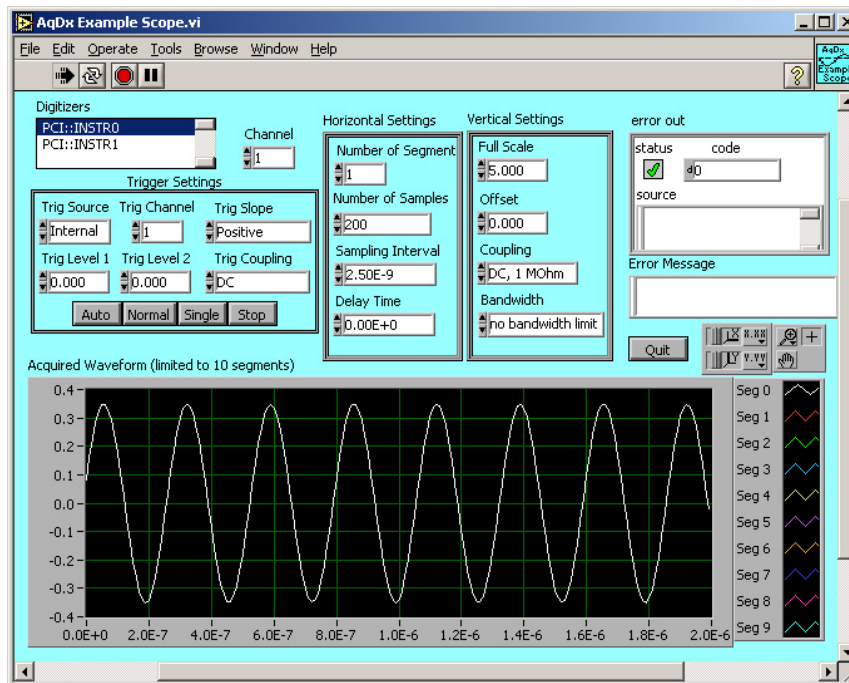 AqDx Example Scope.vi
File Edit Operate Tools Browse Window Help
AqDx
Exampl
Scope
Digitizers
PCI::INSTR0
PCI::INSTR1
Channel
1
Trigger Settings
Trig Source Trig Channel Trig Slope
Internal 1 Positive
Trig Level 1 Trig Level 2 Trig Coupling
0.000 0.000 DC
Auto Normal Single Stop
Horizontal Settings
Number of Segment
1
Number of Samples
200
Sampling Interval
2.50E-9
Delay Time
0.00E+0
Vertical Settings
Full Scale
5.000
Offset
0.000
Coupling
DC, 1 MOhm
Bandwidth
no bandwidth limit
error out
status code
d0
source
Error Message
Quit
X X.XX
Y Y.YY
Acquired Waveform (limited to 10 segments)
0.4
0.3
0.2
0.1
0.0
-0.1
-0.2
-0.3
-0.4
0.0E+0 2.0E-7 4.0E-7 6.0E-7 8.0E-7 1.0E-6 1.2E-6 1.4E-6 1.6E-6 1.8E-6 2.0E-6
Seg 0
Seg 1
Seg 2
Seg 3
Seg 4
Seg 5
Seg 6
Seg 7
Seg 8
Seg 9